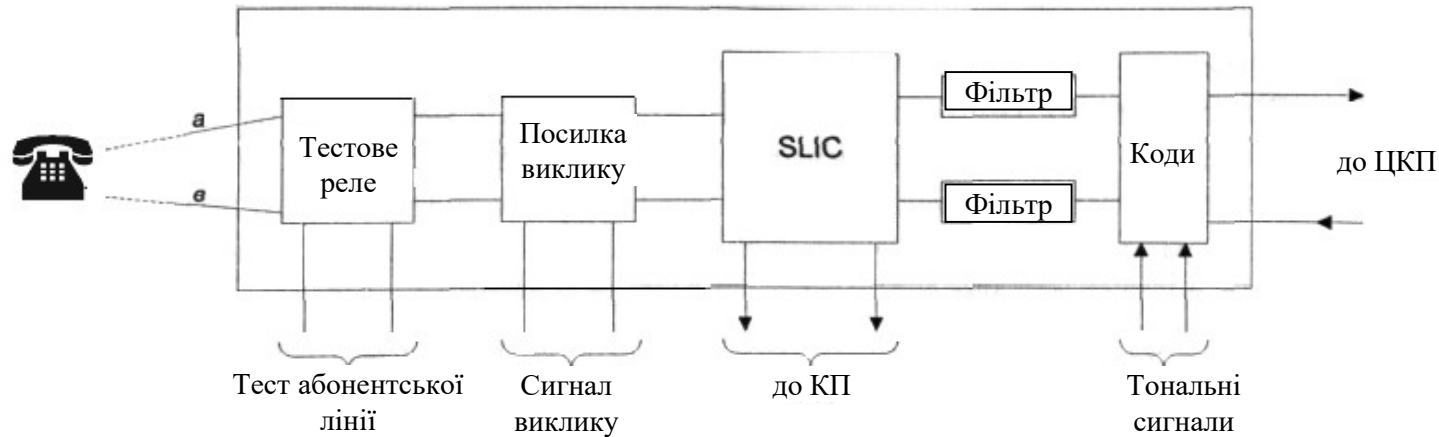 а
в
Тестове
реле
Посилка
виклику
SLIC
Фільтр
Фільтр
Коди
до ЦКП
Тест абонентської
лінії
Сигнал
виклику
до КП
Тональні
сигнали